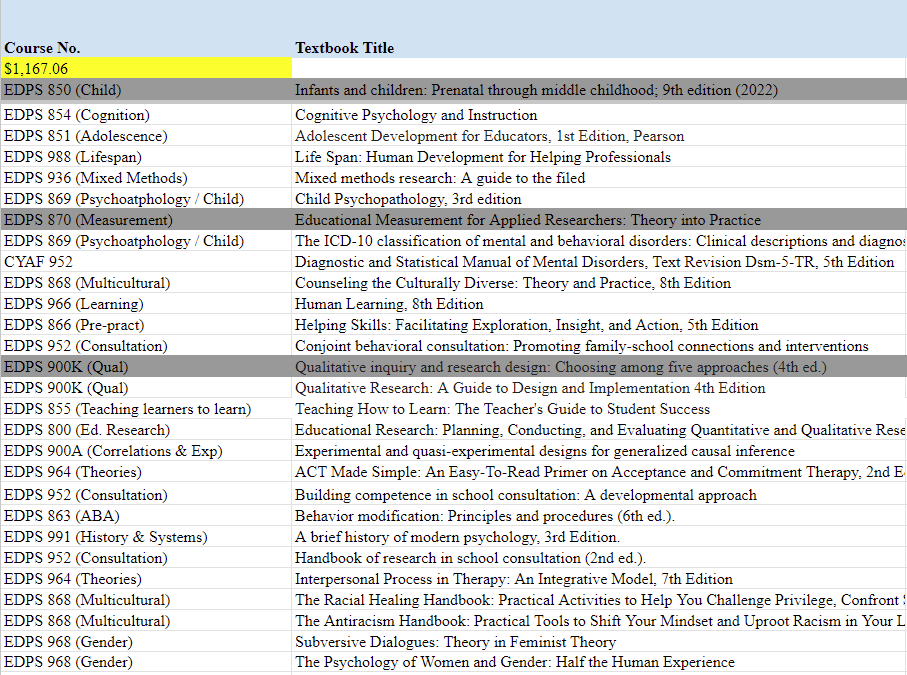 Course No. Textbook Title
$1,167.06
EDPS 850 (Child) Infants and children: Prenatal through middle childhood; 9th edition (2022)
EDPS 854 (Cognition) Cognitive Psychology and Instruction
EDPS 851 (Adolescence) Adolescent Development for Educators, 1st Edition, Pearson
EDPS 988 (Lifespan) Life Span: Human Development for Helping Professionals
EDPS 936 (Mixed Methods) Mixed methods research: A guide to the filed
EDPS 869 (Psychoatphology / Child) Child Psychopathology, 3rd edition
EDPS 870 (Measurement) Educational Measurement for Applied Researchers: Theory into Practice
EDPS 869 (Psychoatphology / Child) The ICD-10 classification of mental and behavioral disorders: Clinical descriptions and diagnos
CYAF 952 Diagnostic and Statistical Manual of Mental Disorders, Text Revision Dsm-5-TR, 5th Edition
EDPS 868 (Multicultural) Counseling the Culturally Diverse: Theory and Practice, 8th Edition
EDPS 966 (Learning) Human Learning, 8th Edition
EDPS 866 (Pre-pract) Helping Skills: Facilitating Exploration, Insight, and Action, 5th Edition
EDPS 952 (Consultation) Conjoint behavioral consultation: Promoting family-school connections and interventions
EDPS 900K (Qual) Qualitative inquiry and research design: Choosing among five approaches (4th ed.)
EDPS 900K (Qual) Qualitative Research: A Guide to Design and Implementation 4th Edition
EDPS 855 (Teaching learners to learn) Teaching How to Learn: The Teacher's Guide to Student Success
EDPS 800 (Ed. Research) Educational Research: Planning, Conducting, and Evaluating Quantitative and Qualitative Rese
EDPS 900A (Correlations & Exp) Experimental and quasi-experimental designs for generalized causal inference
EDPS 964 (Theories) ACT Made Simple: An Easy-To-Read Primer on Acceptance and Commitment Therapy, 2nd E
EDPS 952 (Consultation) Building competence in school consultation: A developmental approach
EDPS 863 (ABA) Behavior modification: Principles and procedures (6th ed.).
EDPS 991 (History & Systems) A brief history of modern psychology, 3rd Edition.
EDPS 952 (Consultation) Handbook of research in school consultation (2nd ed.).
EDPS 964 (Theories) Interpersonal Process in Therapy: An Integrative Model, 7th Edition
EDPS 868 (Multicultural) The Racial Healing Handbook: Practical Activities to Help You Challenge Privilege, Confront
EDPS 868 (Multicultural) The Antiracism Handbook: Practical Tools to Shift Your Mindset and Uproot Racism in Your L
EDPS 968 (Gender) Subversive Dialogues: Theory in Feminist Theory
EDPS 968 (Gender) The Psychology of Women and Gender: Half the Human Experience